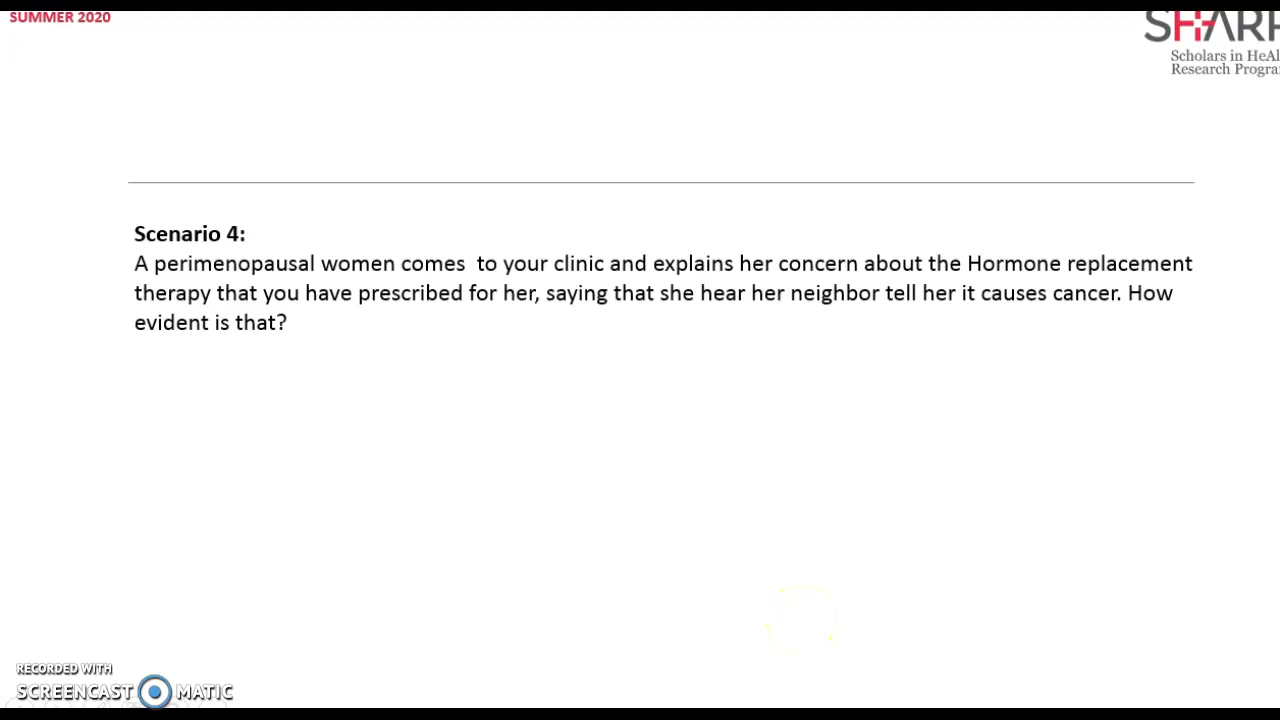 SUMMER 2020
SHARP
Scholars in HeAl
Research Progra
Scenario 4:
A perimenopausal women comes  to your clinic and explains her concern about the Hormone replacement
therapy that you have prescribed for her, saying that she hear her neighbor tell her it causes cancer. How
evident is that?
RECORDED WITH
SCREENCAST MATIC